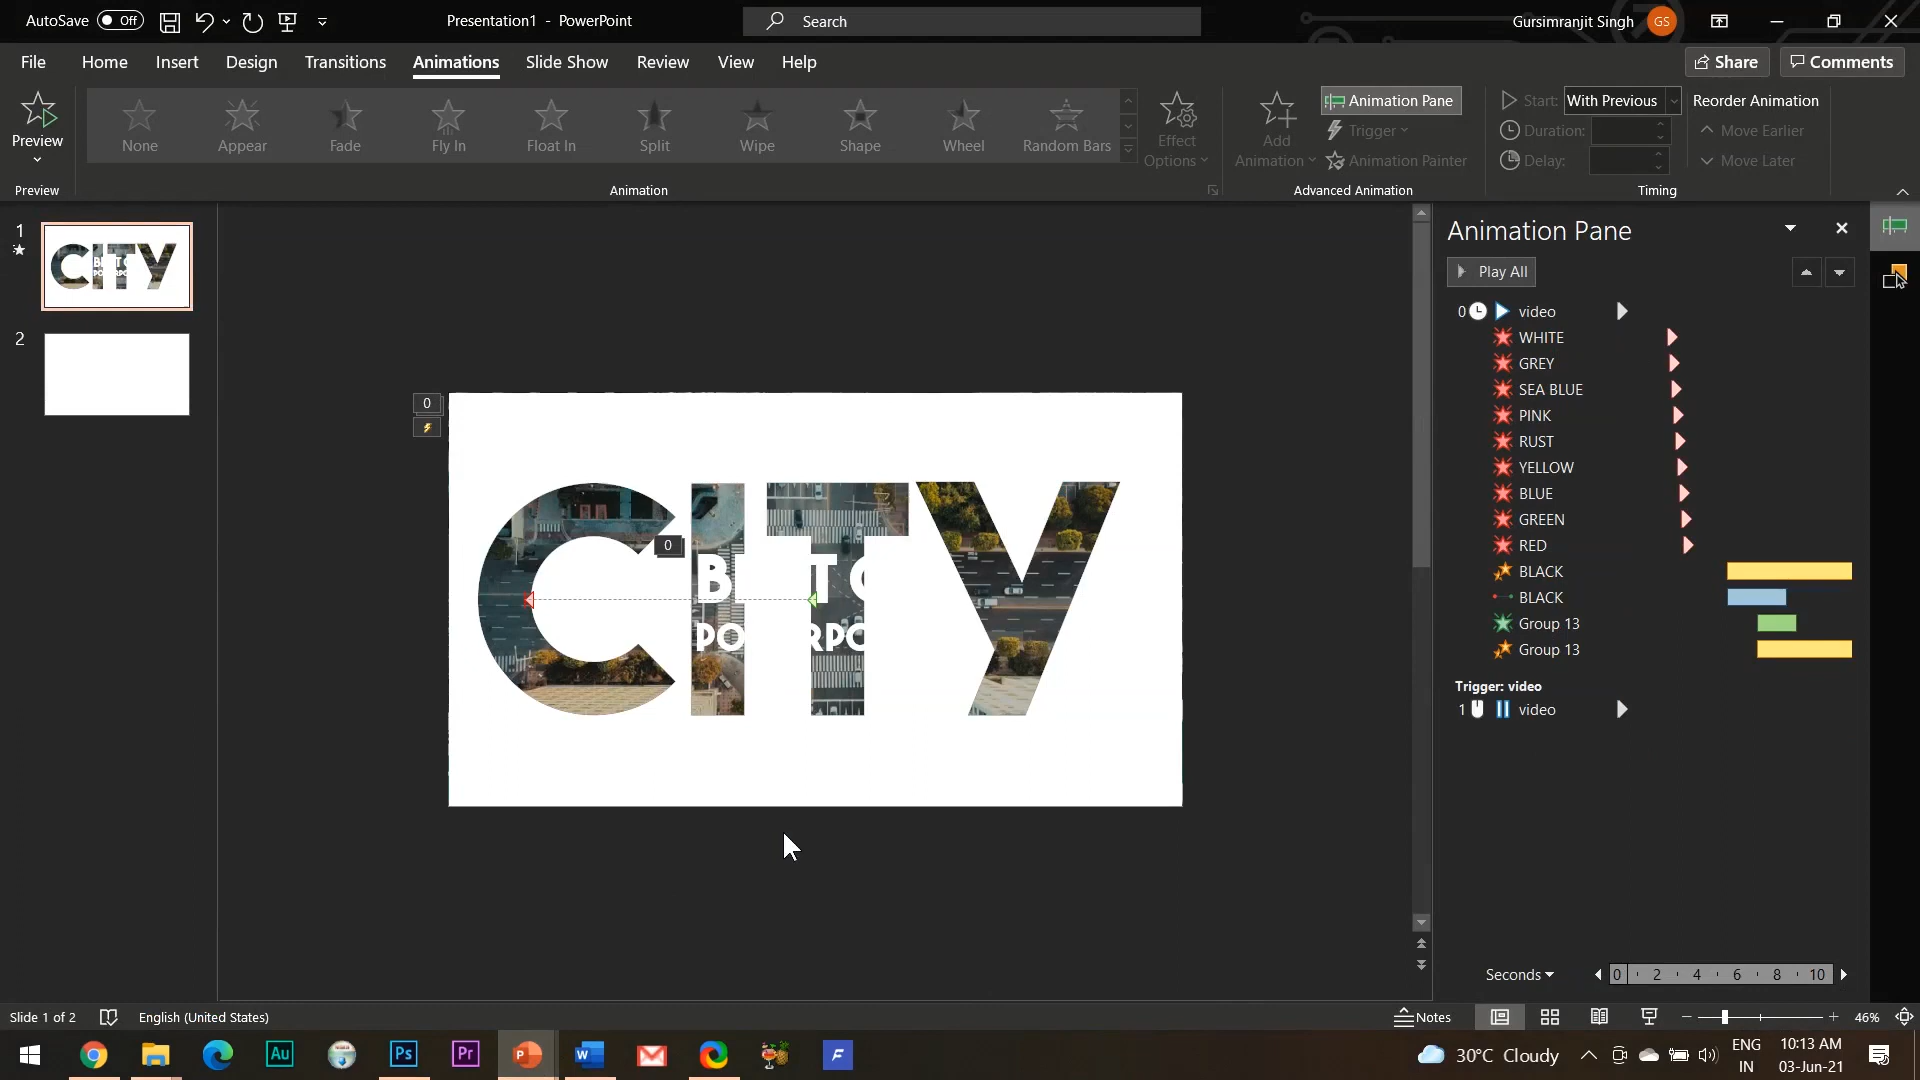 AutoSave Off
Presentation1 - PowerPoint
Search
Gursimranjit Singh GS
File Home Insert Design Transitions Animations Slide Show Review View Help
Share Comments
Preview
None Appear Fade Fly In Float In Split Wipe Shape Wheel Random Bars
Effect Options
Add Animation
Animation Pane
Trigger
Animation Painter
Start: With Previous
Duration:
Delay:
Reorder Animation
Move Earlier
Move Later
Preview Animation Advanced Animation Timing
1
CITY
2
0
CITY
0
Animation Pane
Play All
0 video
WHITE
GREY
SEA BLUE
PINK
RUST
YELLOW
BLUE
GREEN
RED
BLACK
BLACK
Group 13
Group 13
Trigger: video
1 video
Seconds 0 2 4 6 8 10
Slide 1 of 2 English (United States) Notes 46%
Au Ps Pr P W F
30°C Cloudy
ENG
IN
10:13 AM
03-Jun-21